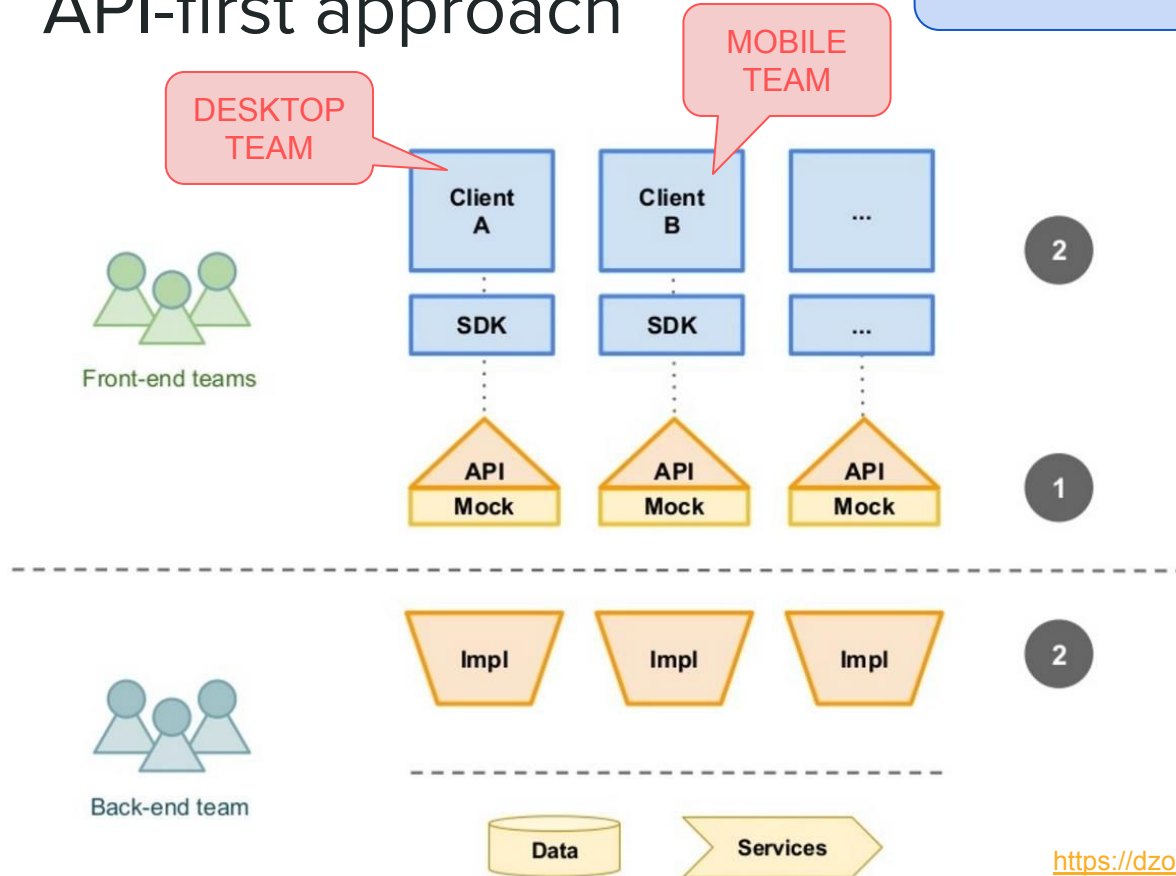 API-first approach
MOBILE
TEAM
DESKTOP
TEAM
Client
A
Client
B
...
2
SDK
SDK
...
Front-end teams
API
API
API
1
Mock
Mock
Mock
Impl
Impl
Impl
2
Back-end team
Data
Services
https://dzo